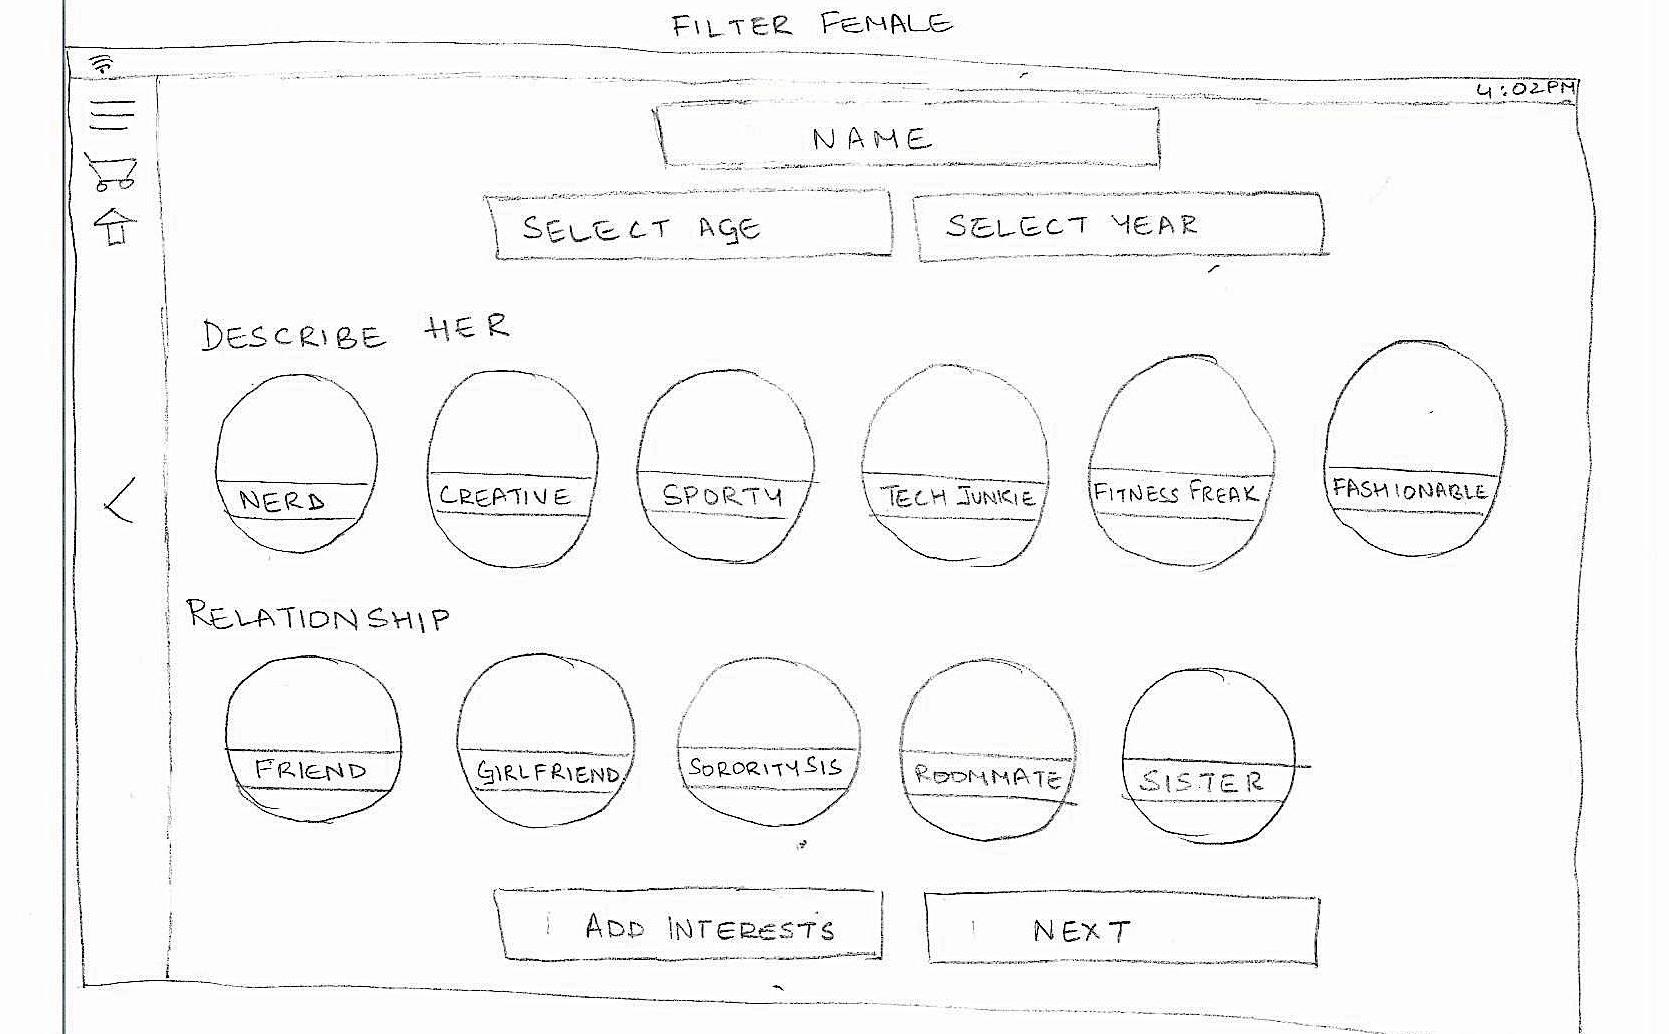 FILTER FEMALE
4:02PM
NAME
SELECT AGE
SELECT YEAR
DESCRIBE HER
NERD
CREATIVE
SPORTY
TECH JUNKIE
FITNESS FREAK
FASHIONABLE
RELATIONSHIP
FRIEND
GIRLFRIEND
SORORITY SIS
ROOMMATE
SISTER
ADD INTERESTS
NEXT